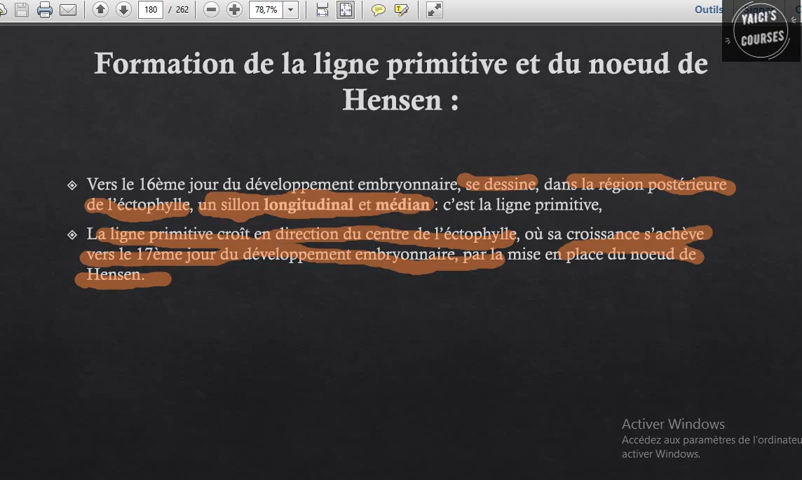 180 / 262
78,7%
Outils
YAICI'S
COURSES
Formation de la ligne primitive et du noeud de
Hensen :
Vers le 16ème jour du développement embryonnaire, se dessine, dans la région postérieure
de l'éctophylle, un sillon longitudinal et médian : c'est la ligne primitive,
La ligne primitive croît en direction du centre de l'éctophylle, où sa croissance s'achève
vers le 17ème jour du développement embryonnaire, par la mise en place du noeud de
Hensen.
Activer Windows
Accédez aux paramètres de l'ordinateu
activer Windows.